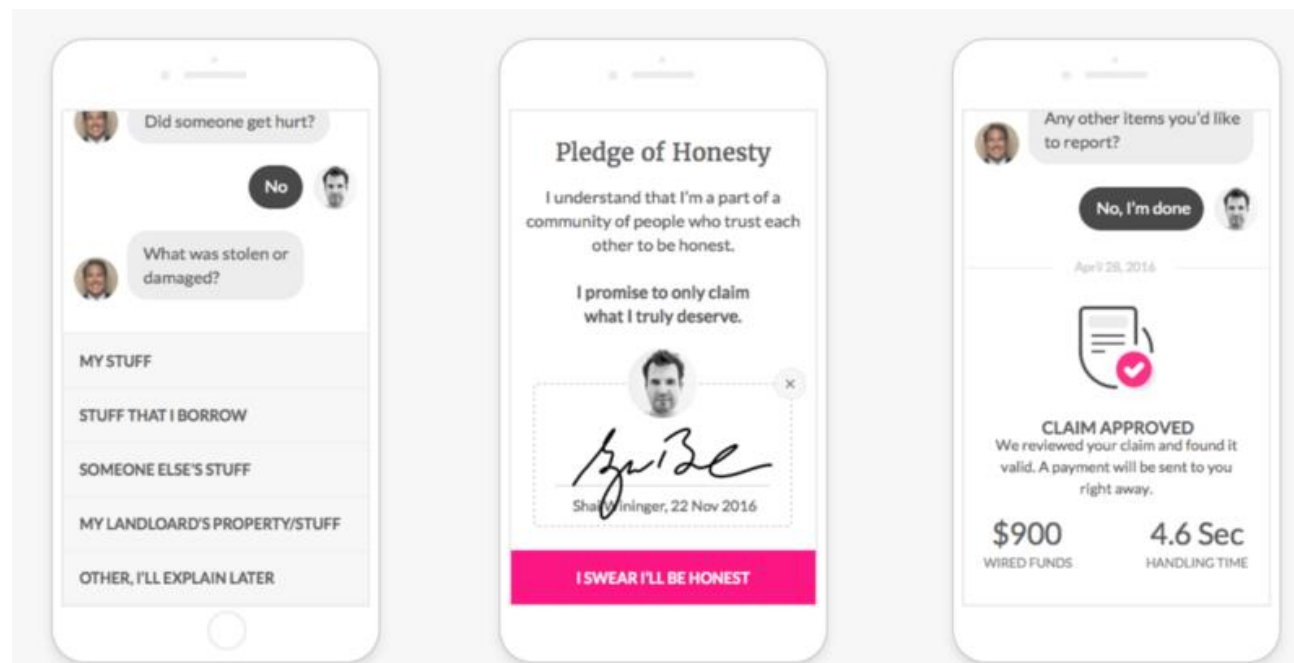 Did someone get hurt?
No
What was stolen or
damaged?
MY STUFF
STUFF THAT I BORROW
SOMEONE ELSE'S STUFF
MY LANDLOARD'S PROPERTY/STUFF
OTHER, I'LL EXPLAIN LATER
Pledge of Honesty
I understand that I'm a part of a
community of people who trust each
other to be honest.
I promise to only claim
what I truly deserve.
Shai Wininger, 22 Nov 2016
I SWEAR I'LL BE HONEST
Any other items you'd like
to report?
No, I'm done
April 28, 2016
CLAIM APPROVED
We reviewed your claim and found it
valid. A payment will be sent to you
right away.
$900
WIRED FUNDS
4.6 Sec
HANDLING TIME